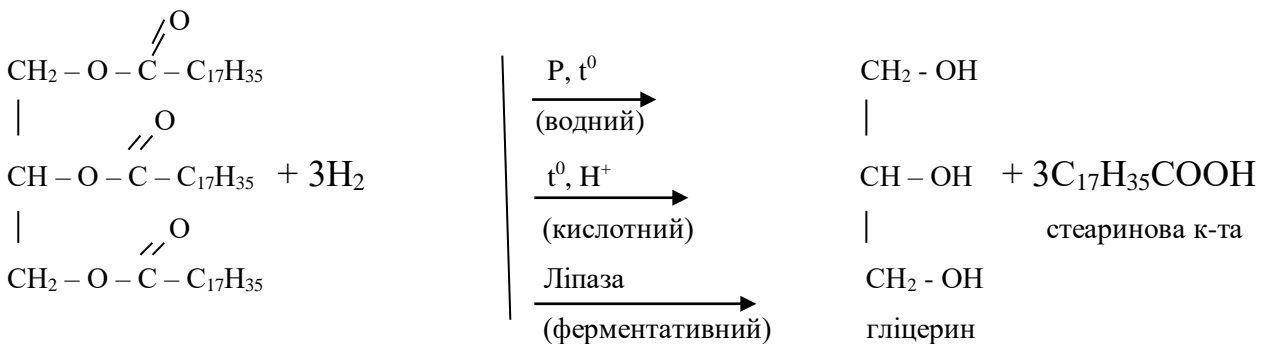 O
CH₂ – O – C – C₁₇H₃₅ P, t⁰ CH₂ - OH
| (водний) |
O
CH – O – C – C₁₇H₃₅ + 3H₂ t⁰, H⁺ CH – OH + 3C₁₇H₃₅COOH
| O (кислотний) | стеаринова к-та
CH₂ – O – C – C₁₇H₃₅ Ліпаза CH₂ - OH
(ферментативний) гліцерин